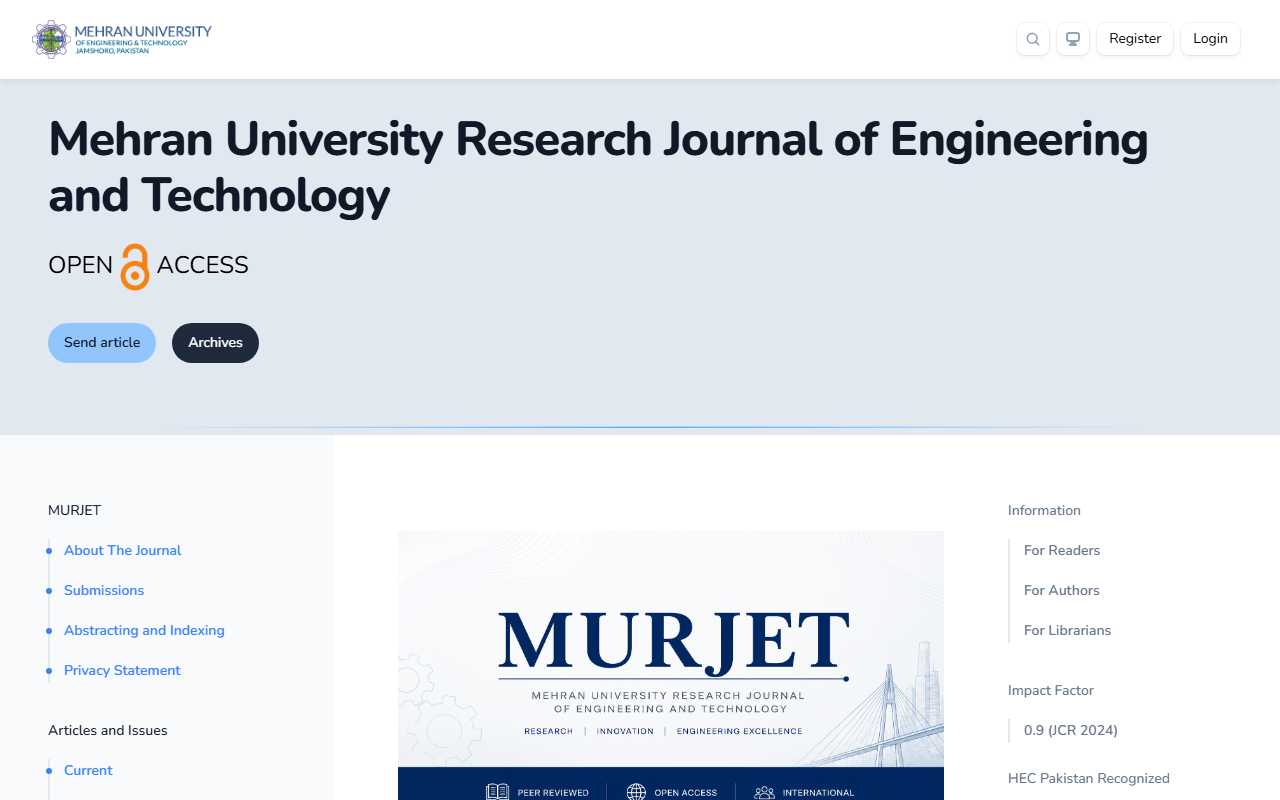 MEHRAN UNIVERSITY
OF ENGINEERING & TECHNOLOGY
JAMSHORO, PAKISTAN
Register
Login
Mehran University Research Journal of Engineering
and Technology
OPEN ACCESS
Send article
Archives
MURJET
About The Journal
Submissions
Abstracting and Indexing
Privacy Statement
Articles and Issues
Current
MURJET
MEHRAN UNIVERSITY RESEARCH JOURNAL
OF ENGINEERING AND TECHNOLOGY
RESEARCH | INNOVATION | ENGINEERING EXCELLENCE
PEER REVIEWED | OPEN ACCESS | INTERNATIONAL
Information
For Readers
For Authors
For Librarians
Impact Factor
0.9 (JCR 2024)
HEC Pakistan Recognized